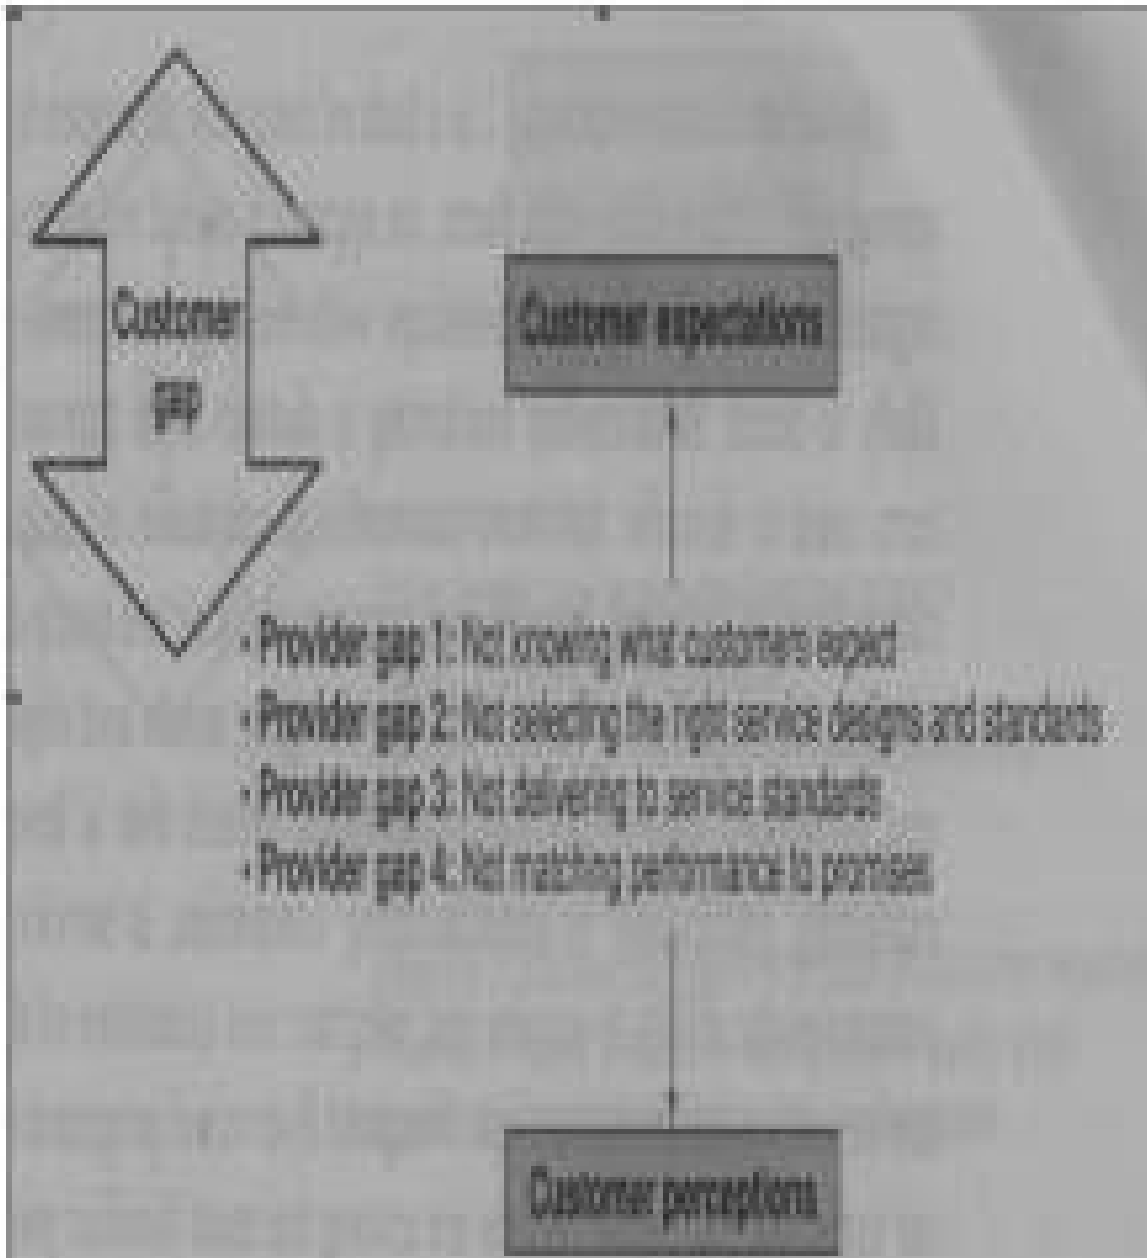 Customer
gap
Customer expectations
• Provider gap 1: Not knowing what customers expect
• Provider gap 2: Not selecting the right service designs and standards
• Provider gap 3: Not delivering to service standards
• Provider gap 4: Not matching performance to promises
Customer perceptions